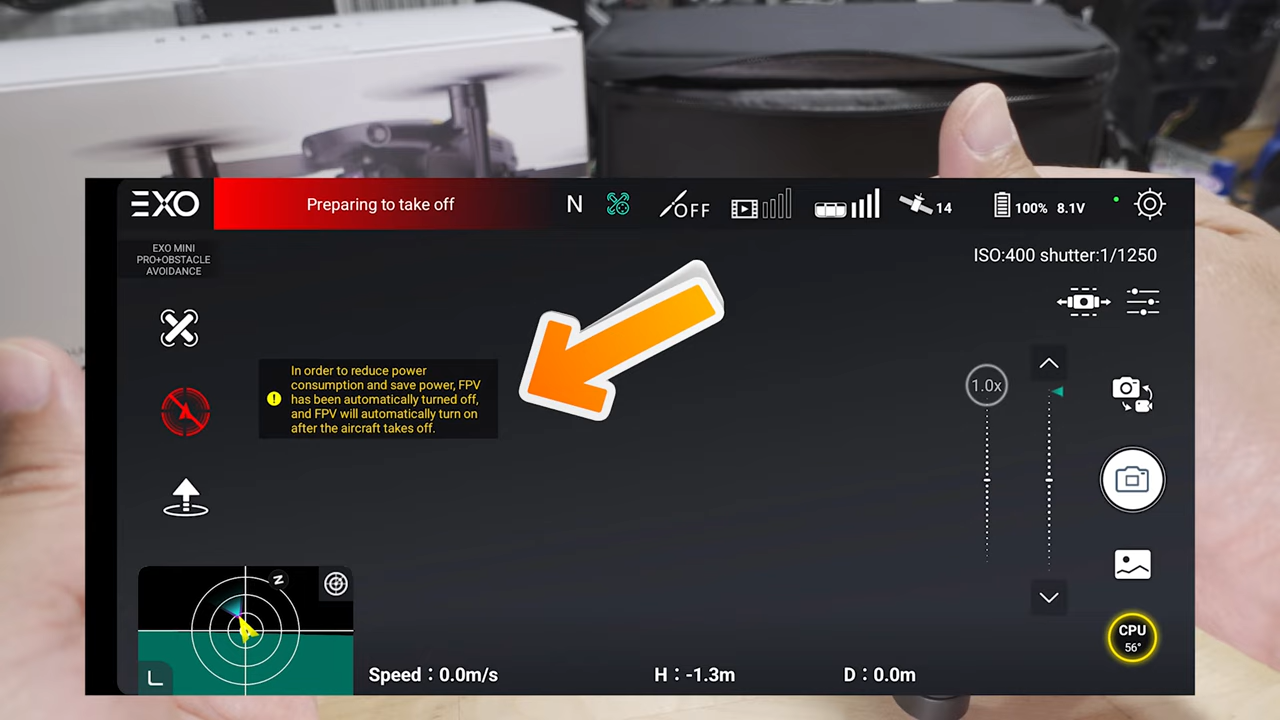 BLACKHAWK
EXO
Preparing to take off
N
OFF
14
100% 8.1V
EXO MINI
PRO+OBSTACLE
AVOIDANCE
ISO:400 shutter:1/1250
In order to reduce power
consumption and save power, FPV
has been automatically turned off,
and FPV will automatically turn on
after the aircraft takes off.
1.0x
N
L
Speed：0.0m/s
H：-1.3m
D：0.0m
CPU
56°